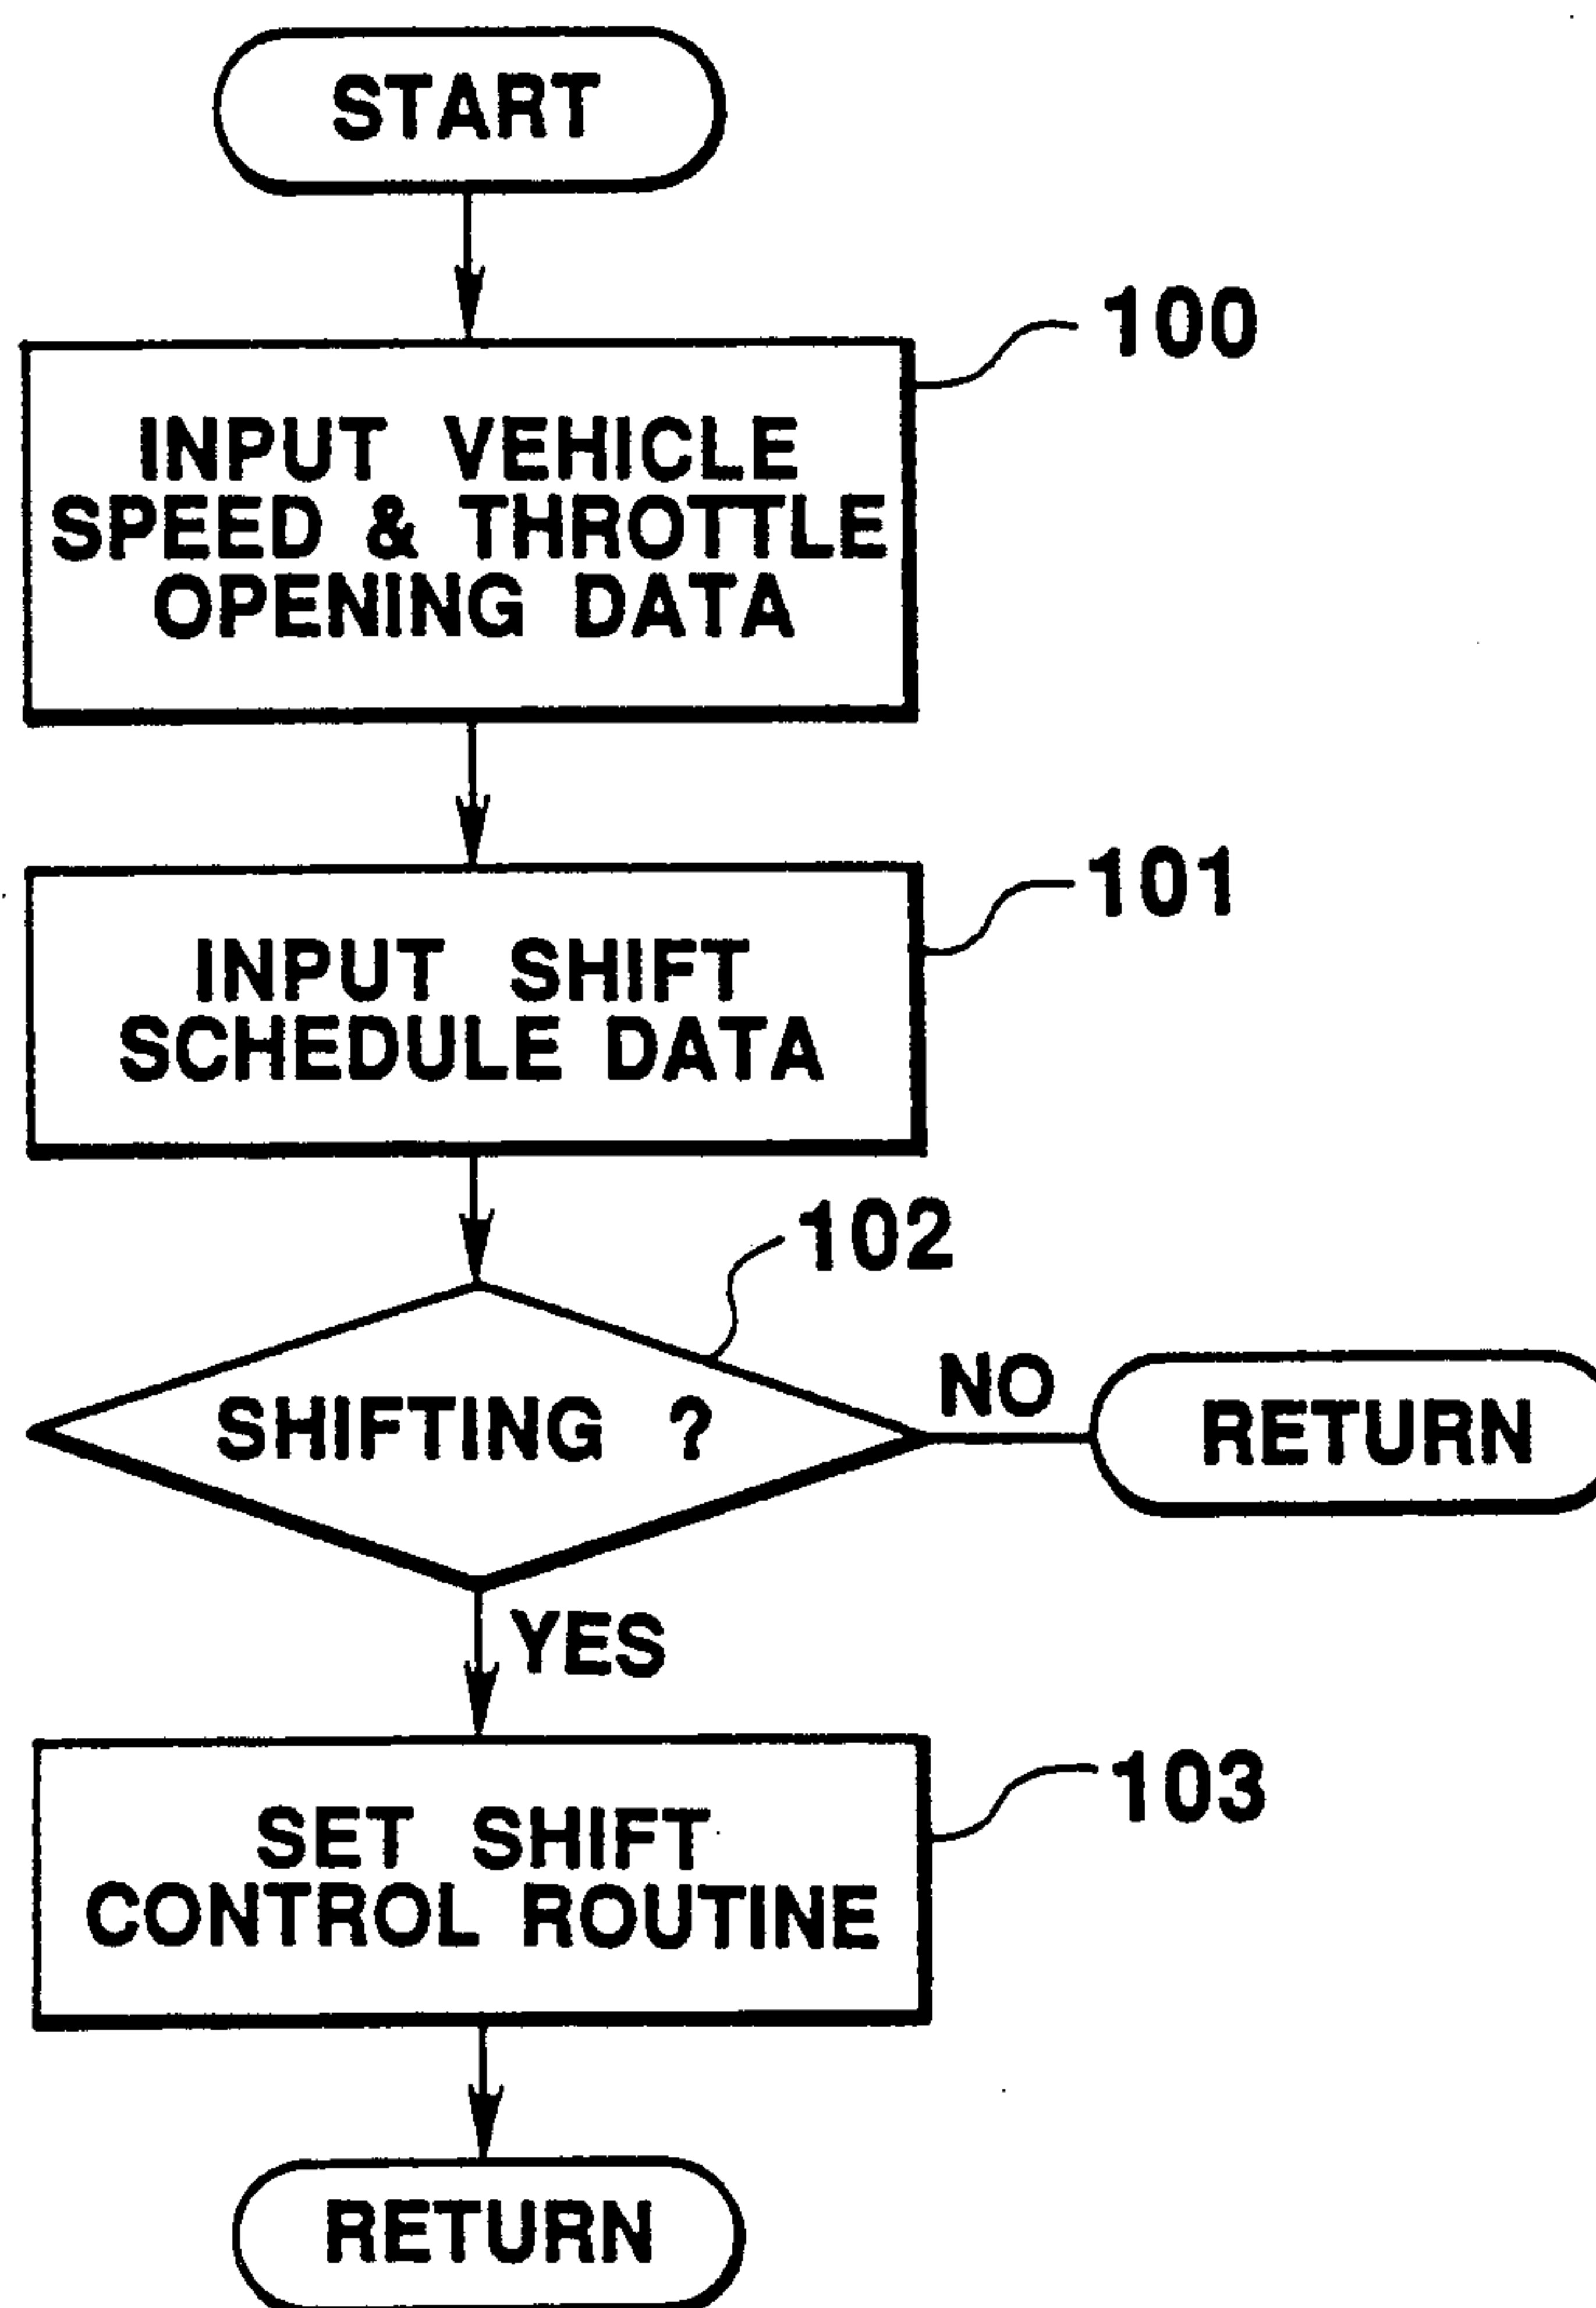 START
100
INPUT VEHICLE
SPEED & THROTTLE
OPENING DATA
101
INPUT SHIFT
SCHEDULE DATA
102
SHIFTING ?
NO
RETURN
YES
103
SET SHIFT
CONTROL ROUTINE
RETURN